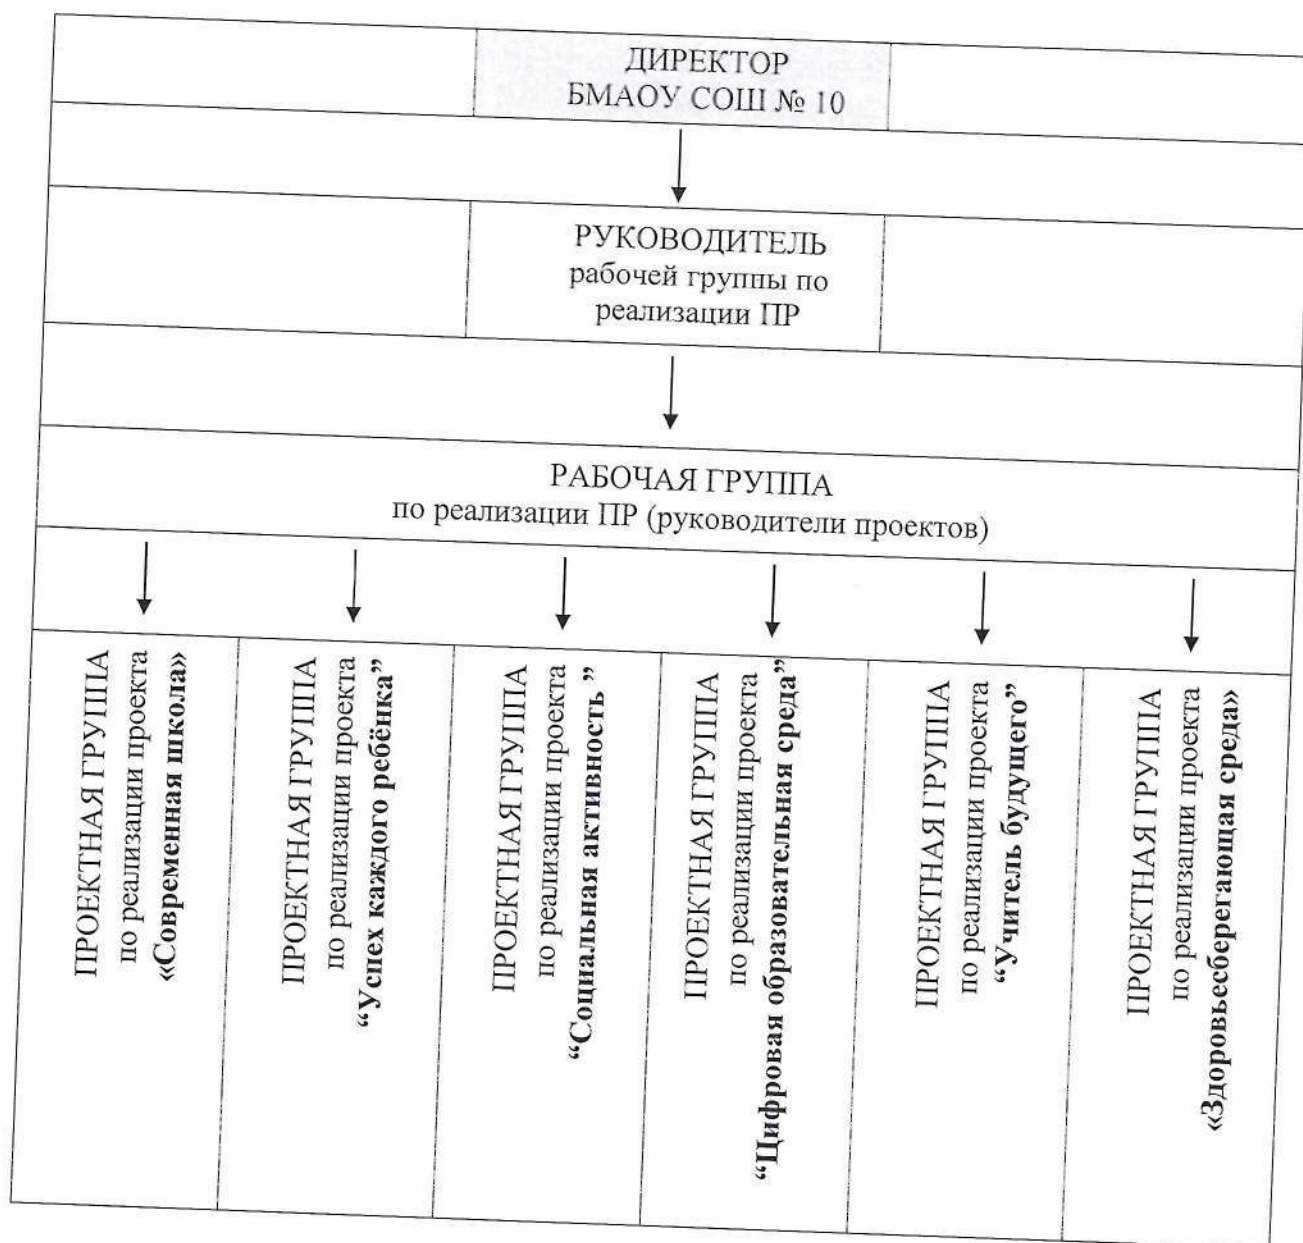 ДИРЕКТОР
БМАОУ СОШ № 10
РУКОВОДИТЕЛЬ
рабочей группы по
реализации ПР
РАБОЧАЯ ГРУППА
по реализации ПР (руководители проектов)
ПРОЕКТНАЯ ГРУППА
по реализации проекта
«Современная школа»
ПРОЕКТНАЯ ГРУППА
по реализации проекта
“Успех каждого ребёнка”
ПРОЕКТНАЯ ГРУППА
по реализации проекта
“Социальная активность ”
ПРОЕКТНАЯ ГРУППА
по реализации проекта
“Цифровая образовательная среда”
ПРОЕКТНАЯ ГРУППА
по реализации проекта
“Учитель будущего”
ПРОЕКТНАЯ ГРУППА
по реализации проекта
«Здоровьесберегающая среда»